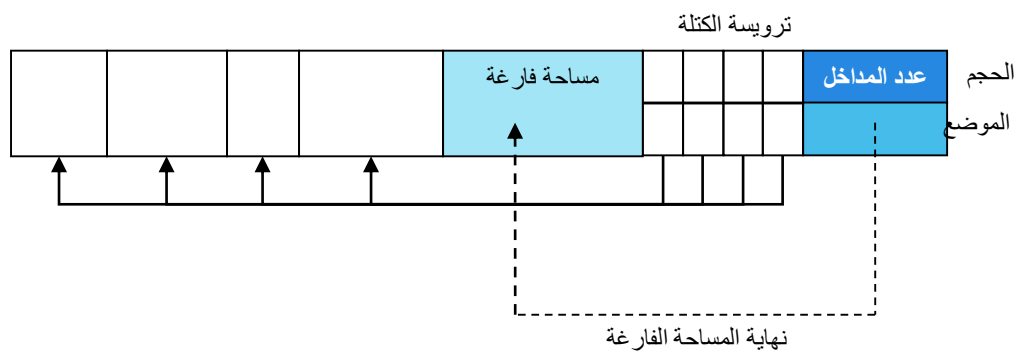 ترويسة الكتلة
الحجم
عدد المداخل
مساحة فارغة
الموضع
نهاية المساحة الفارغة